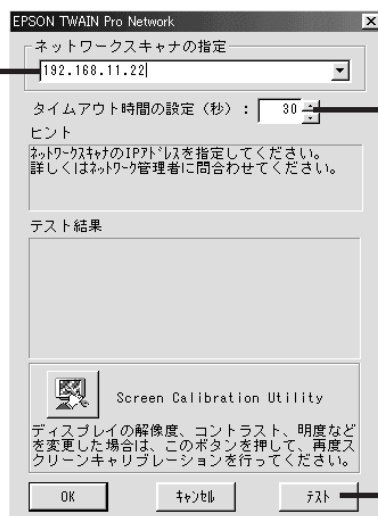 EPSON TWAIN Pro Network
ネットワークスキャナの指定
192.168.11.22
タイムアウト時間の設定（秒）： 30
ヒント
ﾈｯﾄﾜｰｸｽｷｬﾅのIPｱﾄﾞﾚｽを指定してください。
詳しくはﾈｯﾄﾜｰｸ管理者に問合わせてください。
テスト結果
Screen Calibration Utility
ディスプレイの解像度、コントラスト、明度など
を変更した場合は、このボタンを押して、再度ス
クリーンキャリブレーションを行ってください。
OK ｷｬﾝｾﾙ ﾃｽﾄ